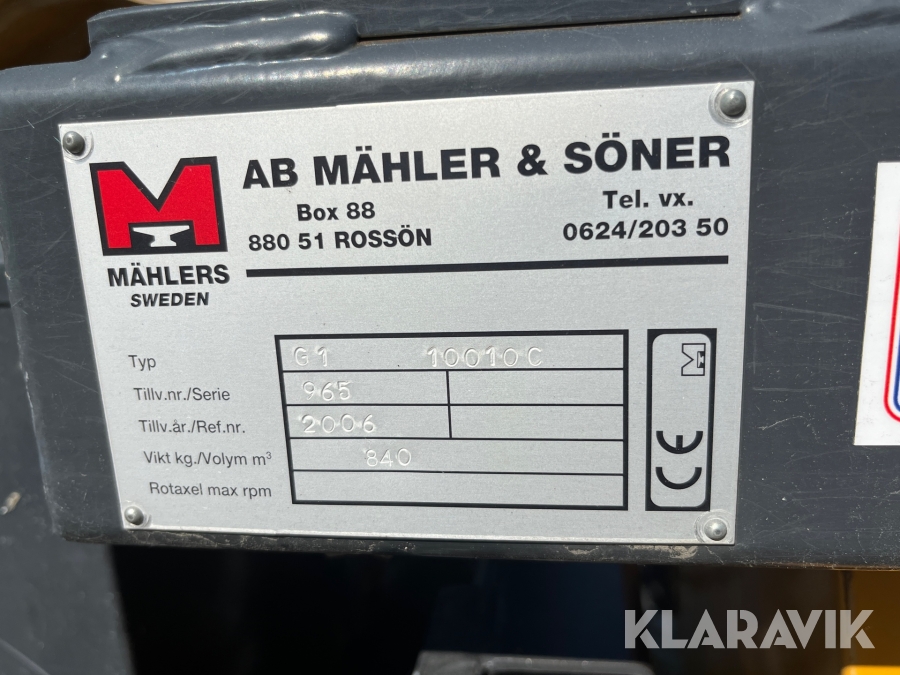 AB MÄHLER & SÖNER
Box 88
880 51 ROSSÖN
Tel. vx.
0624/203 50
MÄHLERS
SWEDEN
Typ G1 10010C
Tillv.nr./Serie 965
Tillv.år./Ref.nr. 2006
Vikt kg./Volym m³ 840
Rotaxel max rpm
CE
KLARAVIK